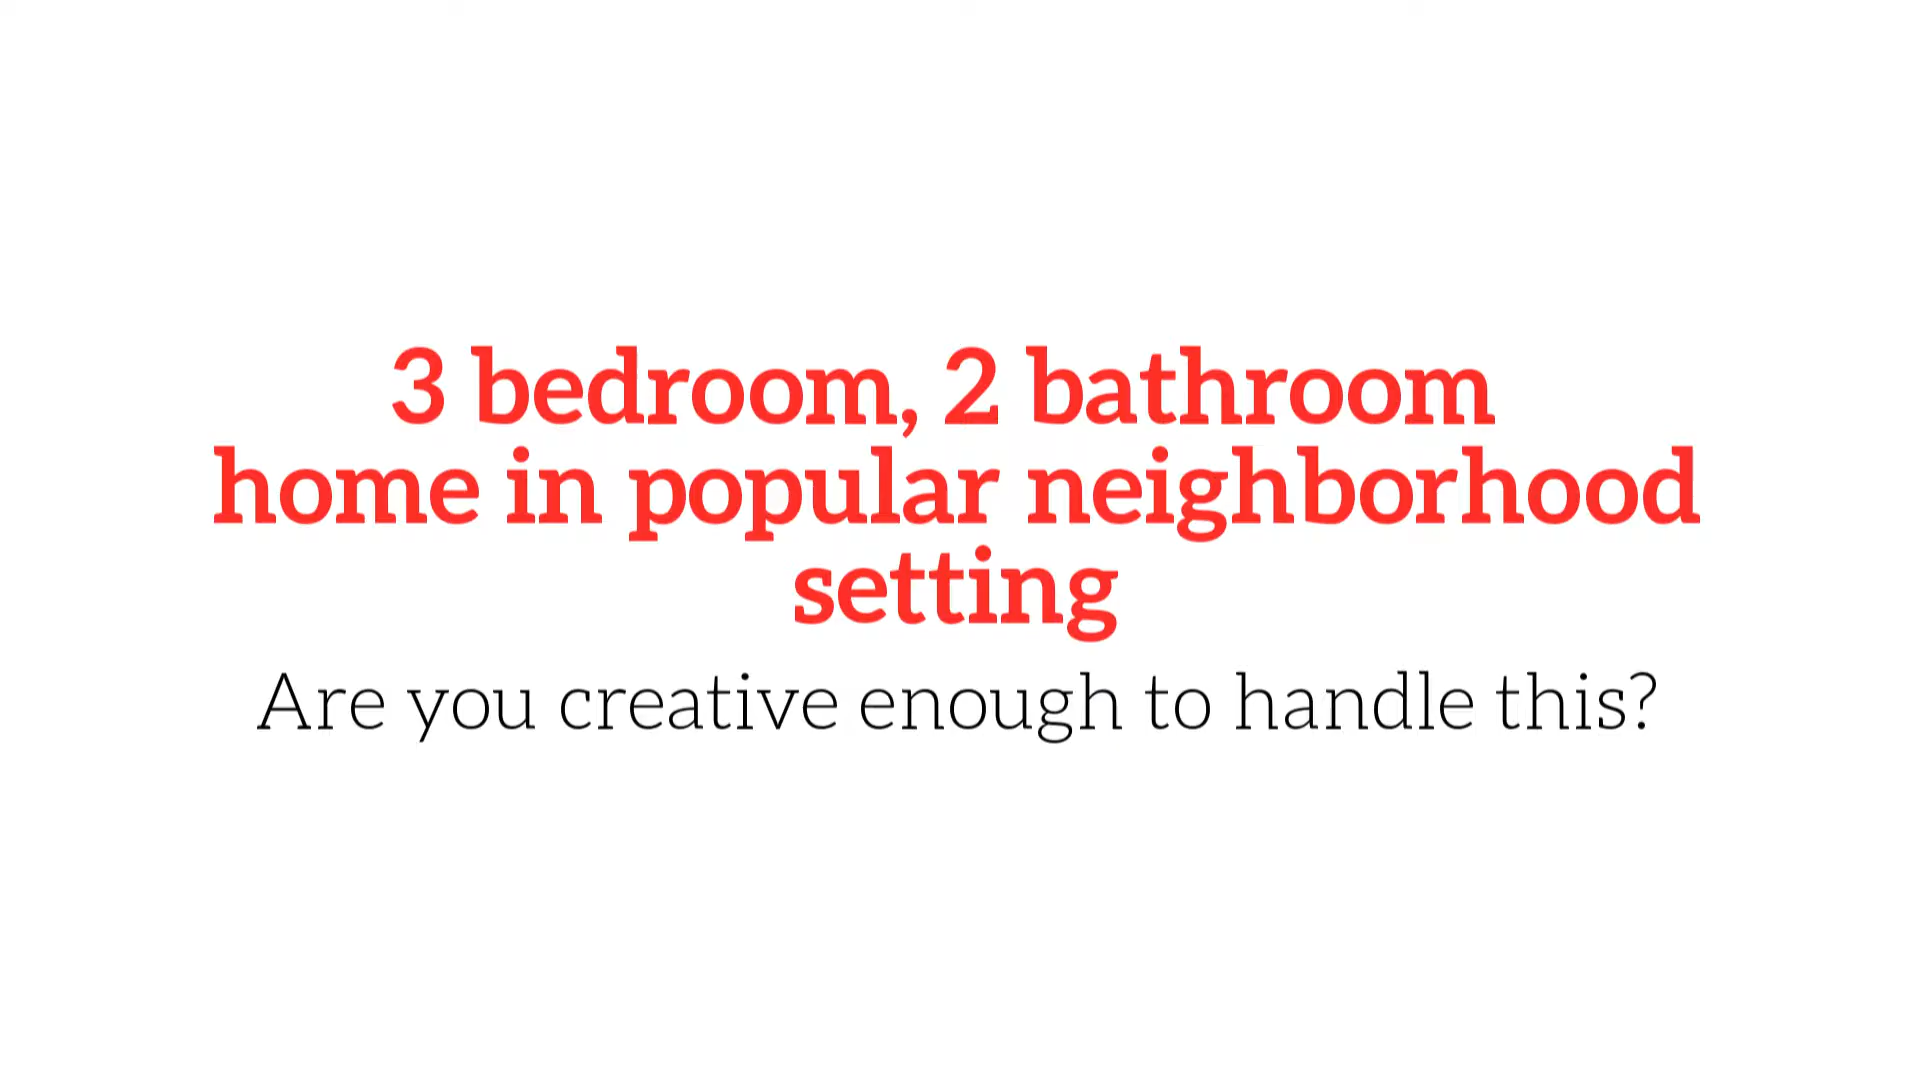 3 bedroom, 2 bathroom
home in popular neighborhood
setting
Are you creative enough to handle this?